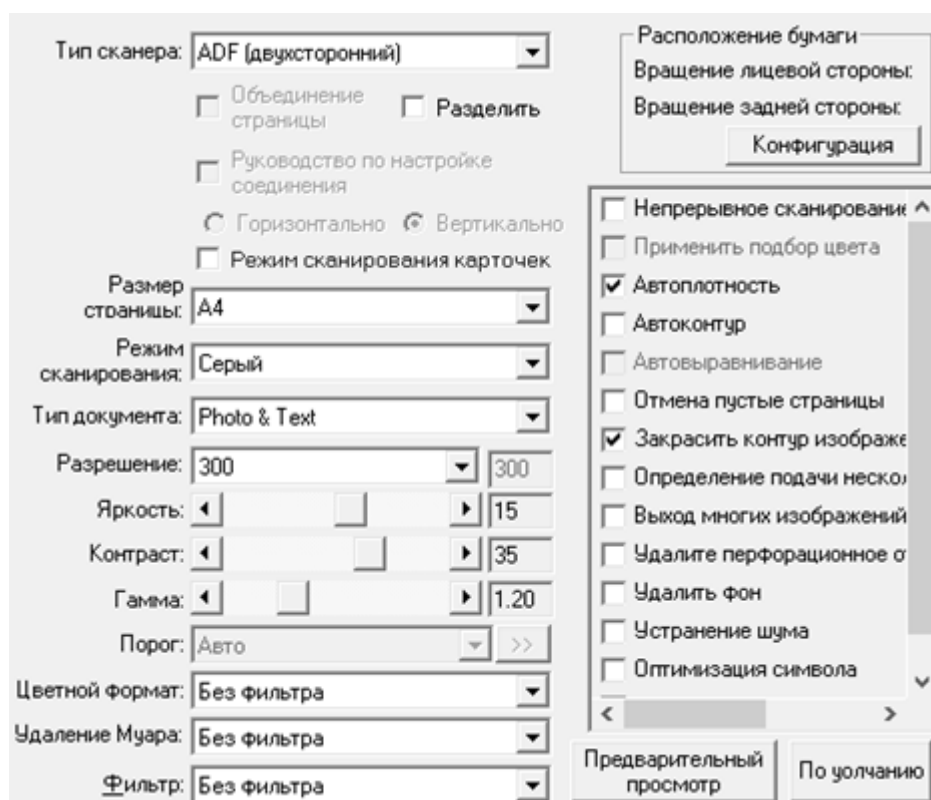 Тип сканера: ADF (двухсторонний)
Объединение
страницы
Разделить
Руководство по настройке
соединения
Горизонтально Вертикально
Режим сканирования карточек
Размер
страницы: A4
Режим
сканирования: Серый
Тип документа: Photo & Text
Разрешение: 300 300
Яркость: 15
Контраст: 35
Гамма: 1.20
Порог: Авто >>
Цветной формат: Без фильтра
Удаление Муара: Без фильтра
Фильтр: Без фильтра
Расположение бумаги
Вращение лицевой стороны:
Вращение задней стороны:
Конфигурация
Непрерывное сканирование
Применить подбор цвета
Автоплотность
Автоконтур
Автовыравнивание
Отмена пустые страницы
Закрасить контур изображе
Определение подачи неско
Выход многих изображений
Удалите перфорационное о
Удалить фон
Устранение шума
Оптимизация символа
Предварительный
просмотр
По уолчанию